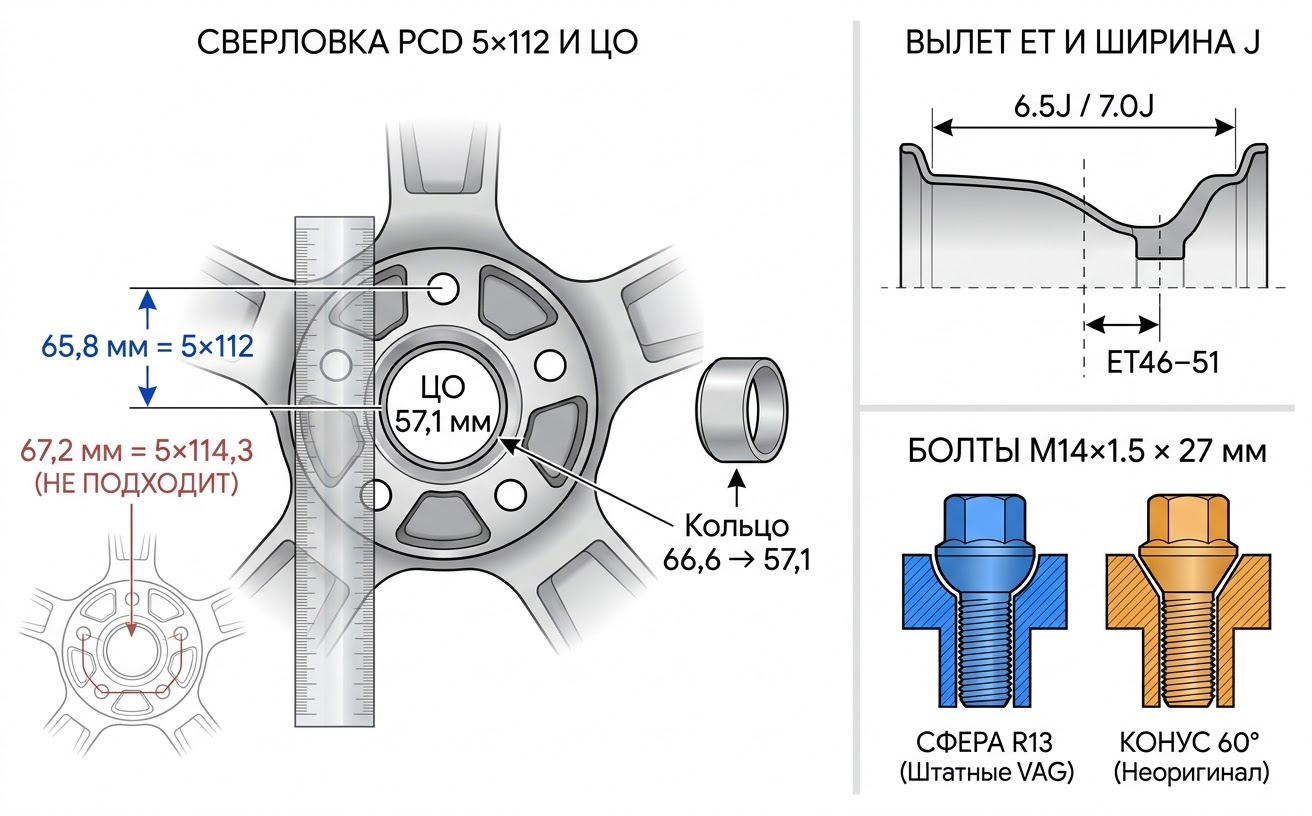 СВЕРЛОВКА PCD 5×112 И ЦО
65,8 мм = 5×112
67,2 мм = 5×114,3
(НЕ ПОДХОДИТ)
ЦО
57,1 мм
Кольцо
66,6 → 57,1
ВЫЛЕТ ET И ШИРИНА J
6.5J / 7.0J
ET46–51
БОЛТЫ M14×1.5 × 27 мм
СФЕРА R13
(Штатные VAG)
КОНУС 60°
(Неоригинал)